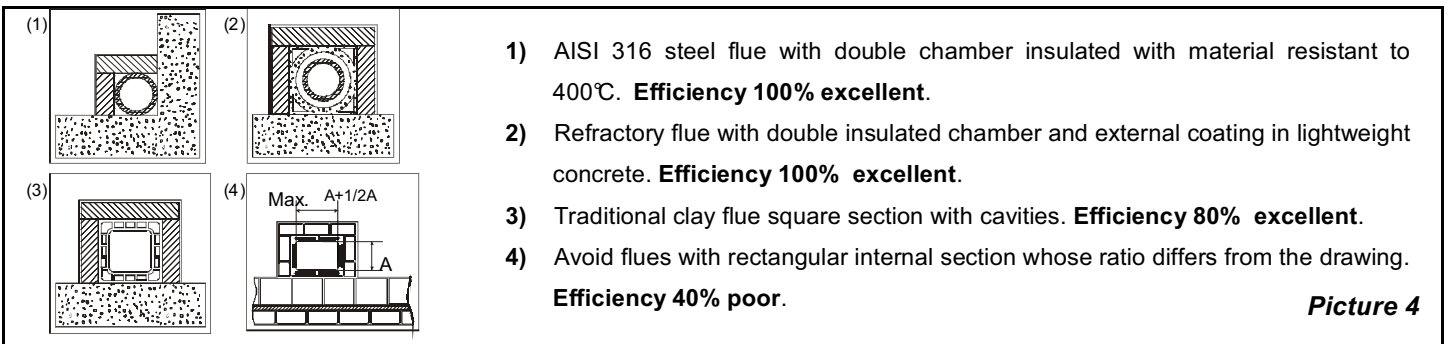 (1)
(2)
(3)
(4)
Max. A+1/2A
A
1) AISI 316 steel flue with double chamber insulated with material resistant to
400℃. Efficiency 100% excellent.
2) Refractory flue with double insulated chamber and external coating in lightweight
concrete. Efficiency 100% excellent.
3) Traditional clay flue square section with cavities. Efficiency 80% excellent.
4) Avoid flues with rectangular internal section whose ratio differs from the drawing.
Efficiency 40% poor.
Picture 4